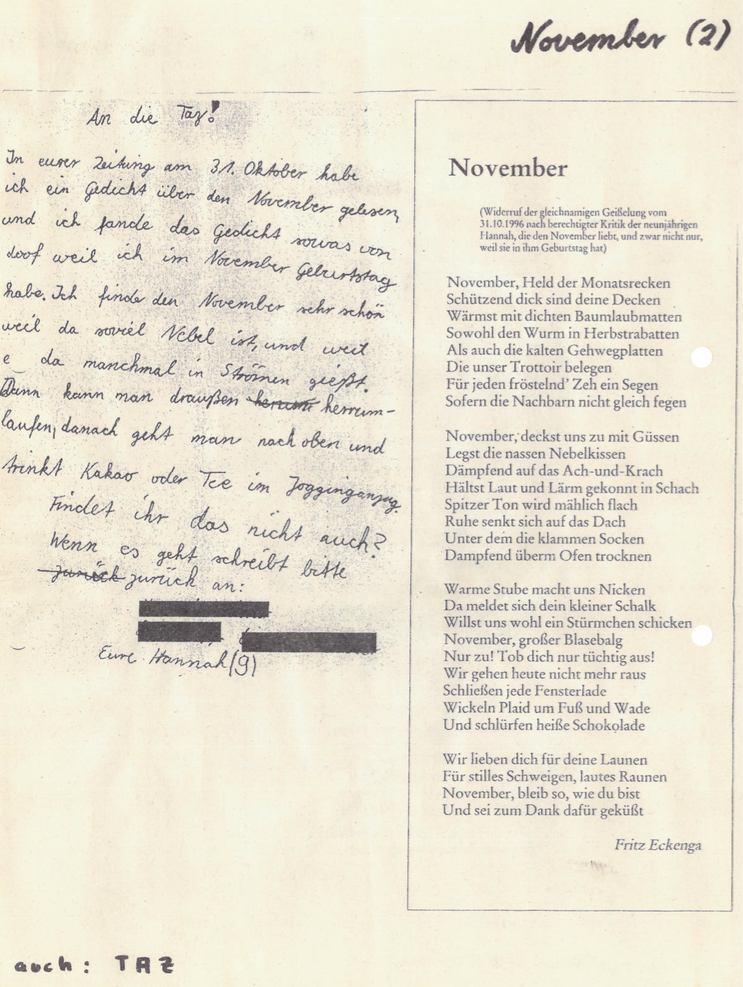 November (2)
An die Taz!
In eurer Zeitung am 31. Oktober habe
ich ein Gedicht über den November gelesen,
und ich fande das Gedicht sowas von
doof weil ich im November Geburtstag
habe. Ich finde den November sehr schön
weil da soviel Nebel ist, und weil
e da manchmal in Strömen gießt.
Dann kann man draußen herum herrum-
laufen, danach geht man nach oben und
trinkt Kakao oder Tee im Jogginganzug.
Findet ihr das nicht auch?
Wenn es geht schreibt bitte
zurück zurück an:
Eure Hannah (9)
November
(Widerruf der gleichnamigen Geißelung vom
31.10.1996 nach berechtigter Kritik der neunjährigen
Hannah, die den November liebt, und zwar nicht nur,
weil sie in ihm Geburtstag hat)
November, Held der Monatsrecken
Schützend dick sind deine Decken
Wärmst mit dichten Baumlaubmatten
Sowohl den Wurm in Herbstrabatten
Als auch die kalten Gehwegplatten
Die unser Trottoir belegen
Für jeden fröstelnd' Zeh ein Segen
Sofern die Nachbarn nicht gleich fegen
November, deckst uns zu mit Güssen
Legst die nassen Nebelkissen
Dämpfend auf das Ach-und-Krach
Hältst Laut und Lärm gekonnt in Schach
Spitzer Ton wird mählich flach
Ruhe senkt sich auf das Dach
Unter dem die klammen Socken
Dampfend überm Ofen trocknen
Warme Stube macht uns Nicken
Da meldet sich dein kleiner Schalk
Willst uns wohl ein Stürmchen schicken
November, großer Blasebalg
Nur zu! Tob dich nur tüchtig aus!
Wir gehen heute nicht mehr raus
Schließen jede Fensterlade
Wickeln Plaid um Fuß und Wade
Und schlürfen heiße Schokolade
Wir lieben dich für deine Launen
Für stilles Schweigen, lautes Raunen
November, bleib so, wie du bist
Und sei zum Dank dafür geküßt
Fritz Eckenga
auch: TAZ